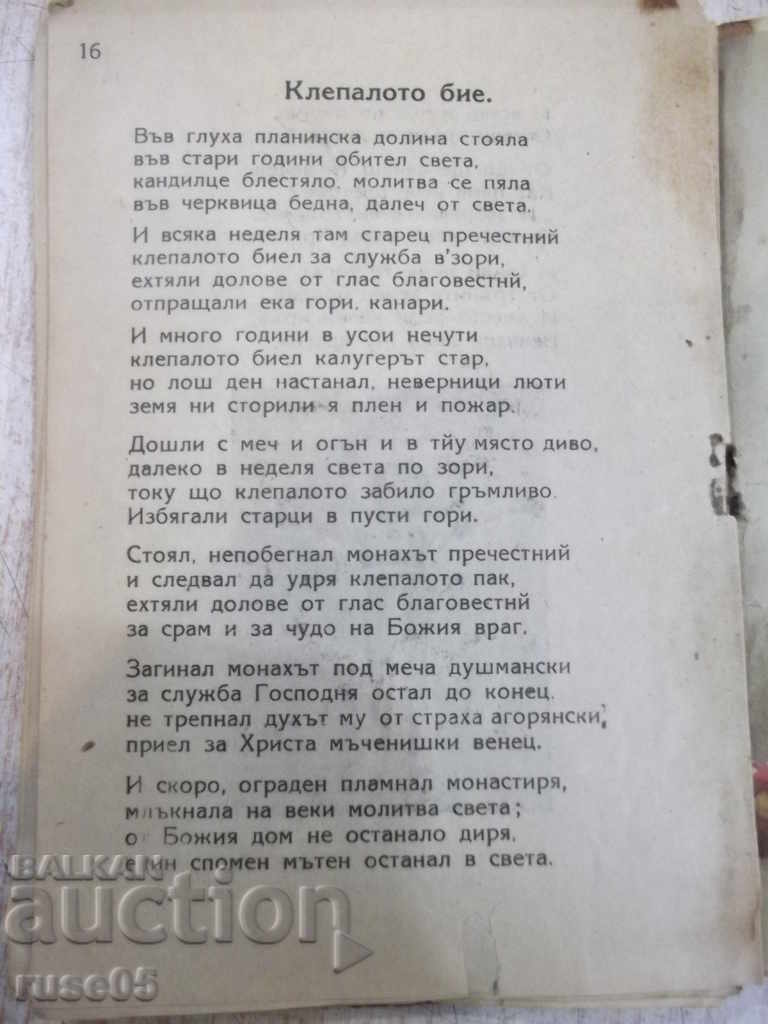 16
Клепалото бие.
Във глуха планинска долина стояла
във стари години обител света,
кандилце блестяло, молитва се пяла
във черквица бедна, далеч от света.
И всяка неделя там старец пречестний
клепалото биел за служба в'зори,
ехтяли долове от глас благовестнй,
отпращали ека гори, канари.
И много години в усои нечути
клепалото биел калугерът стар,
но лош ден настанал, неверници люти
земя ни сторили я плен и пожар.
Дошли с меч и огън и в тйу място диво,
далеко в неделя света по зори,
току що клепалото забило гръмливо.
Избягали старци в пусти гори.
Стоял, непобегнал монахът пречестний
и следвал да удря клепалото пак,
ехтяли долове от глас благовестнй
за срам и за чудо на Божия враг.
Загинал монахът под меча душмански
за служба Господня остал до конец,
не трепнал духът му от страха агорянски,
приел за Христа мъченишки венец.
И скоро, ограден пламнал монастиря,
млъкнала на веки молитва света;
от Божия дом не останало диря,
един спомен мътен останал в света.
BALKAN
auction
ruse05